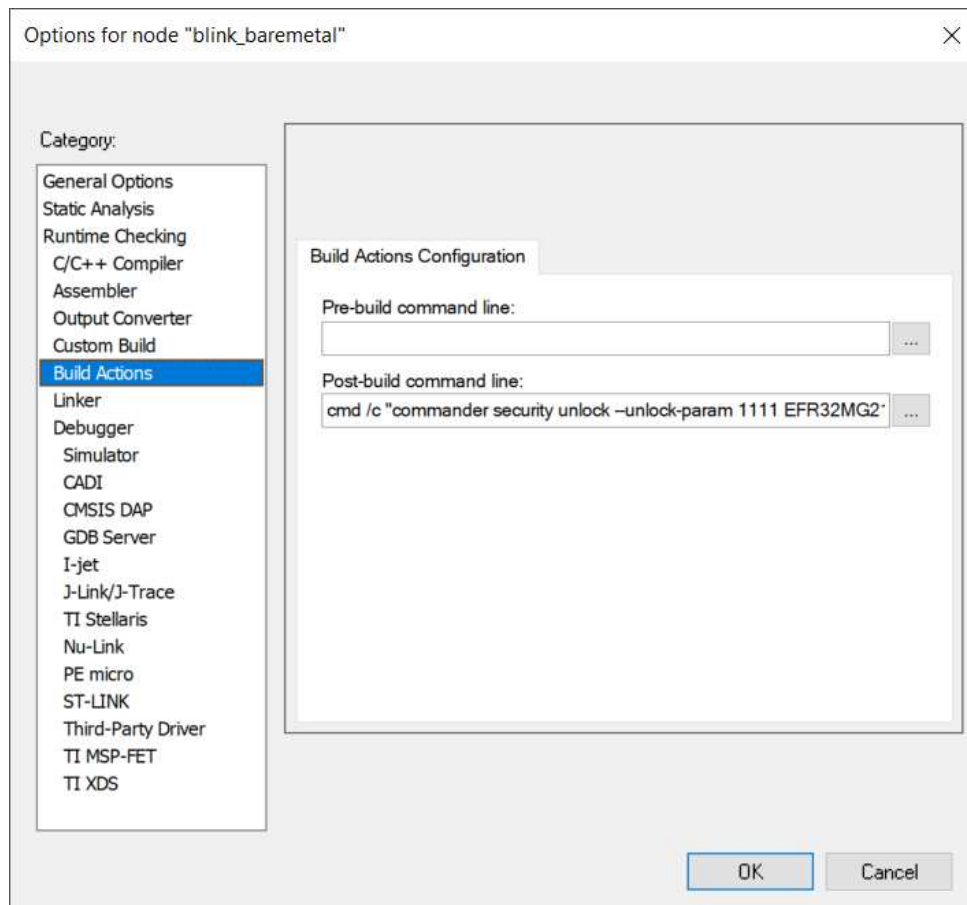 Options for node "blink_baremetal"
Category:
General Options
Static Analysis
Runtime Checking
C/C++ Compiler
Assembler
Output Converter
Custom Build
Build Actions
Linker
Debugger
Simulator
CADI
CMSIS DAP
GDB Server
I-jet
J-Link/J-Trace
TI Stellaris
Nu-Link
PE micro
ST-LINK
Third-Party Driver
TI MSP-FET
TI XDS
Build Actions Configuration
Pre-build command line:
...
Post-build command line:
cmd /c "commander security unlock --unlock-param 1111 EFR32MG21 ...
OK Cancel